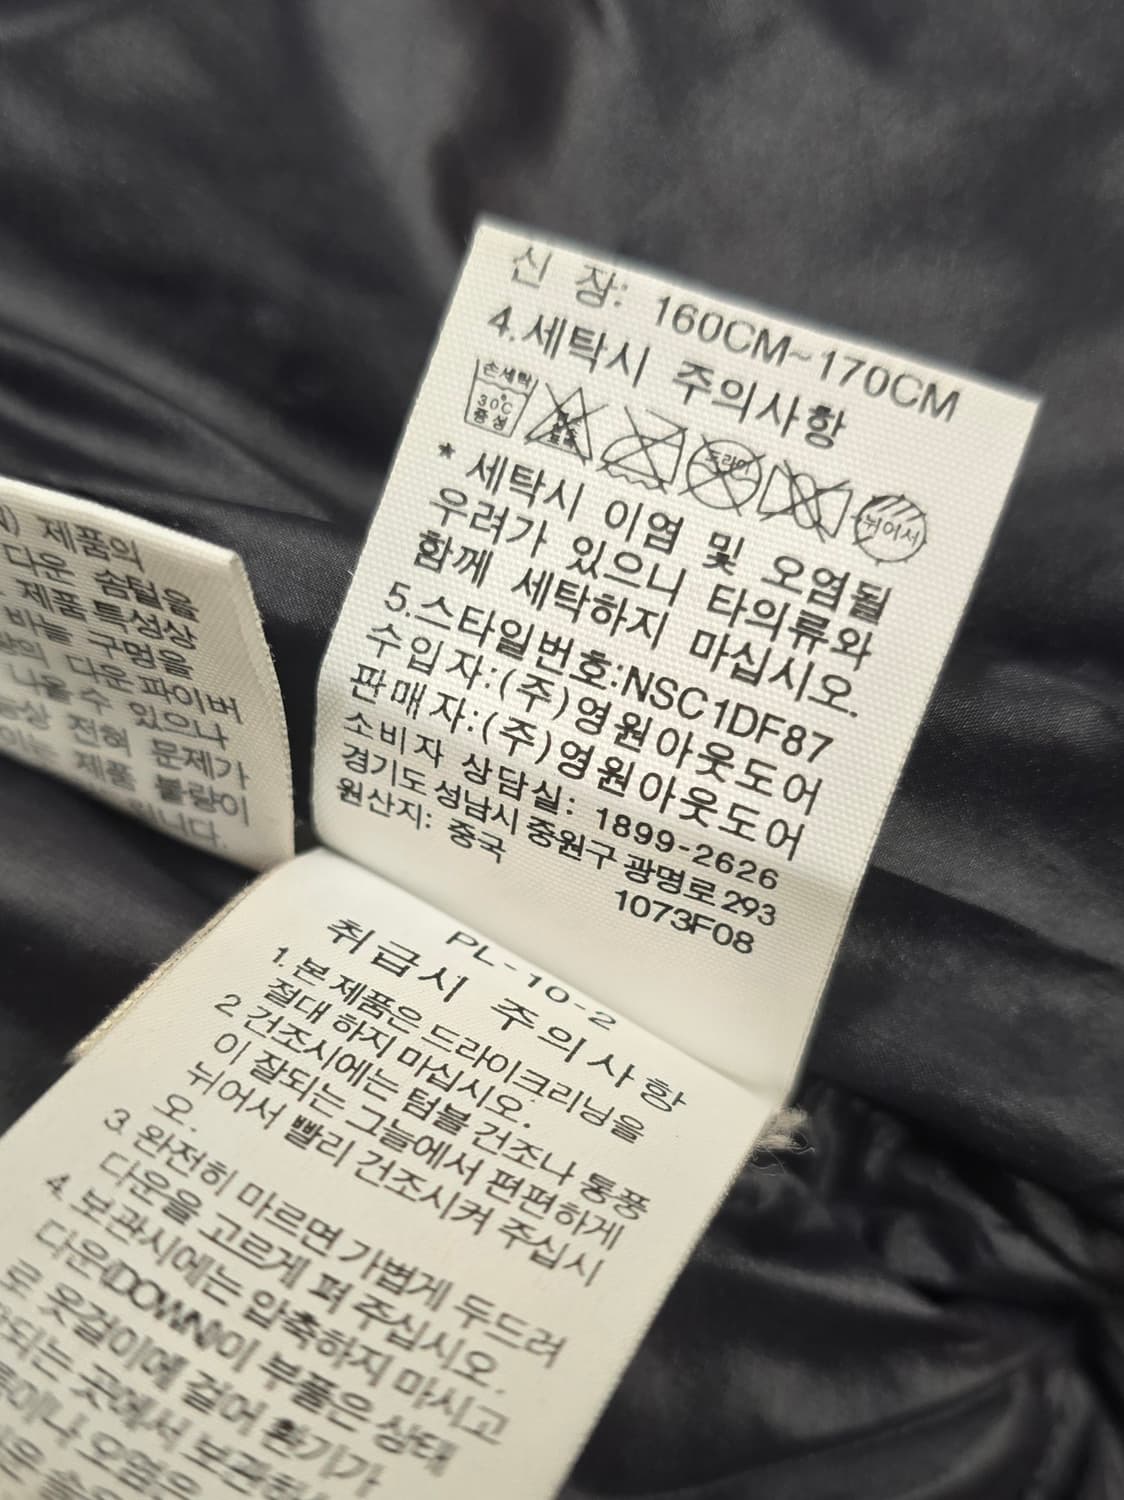 신 장: 160CM~170CM
4.세탁시 주의사항
손세탁
30℃
중성
드라이
뉘어서
* 세탁시 이염 및 오염될
우려가 있으니 타의류와
함께 세탁하지 마십시오.
5.스타일번호:NSC1DF87
수입자:(주)영원아웃도어
판매자:(주)영원아웃도어
소비자 상담실: 1899-2626
경기도 성남시 중원구 광명로 293
원산지: 중국
1073F08
PL-10-2
취급시 주의사항
1.본 제품은 드라이크리닝을
절대 하지 마십시오.
2 건조시에는 텀블 건조나 통풍
이 잘되는 그늘에서 편편하게
뉘어서 빨리 건조시켜 주십시
오.
3 완전히 마르면 가볍게 두드려
다운을 고르게 펴 주십시오.
4.보관시에는 압축하지 마시고
다운(DOWN)이 부풀은 상태
로 옷걸이에 걸어 환기가
되는 곳에서
오염은
제품의
다운 솜털을
제품특성상
바늘 구멍을
다운파이버
나올 수 있으나
전혀 문제가
제품 불량이